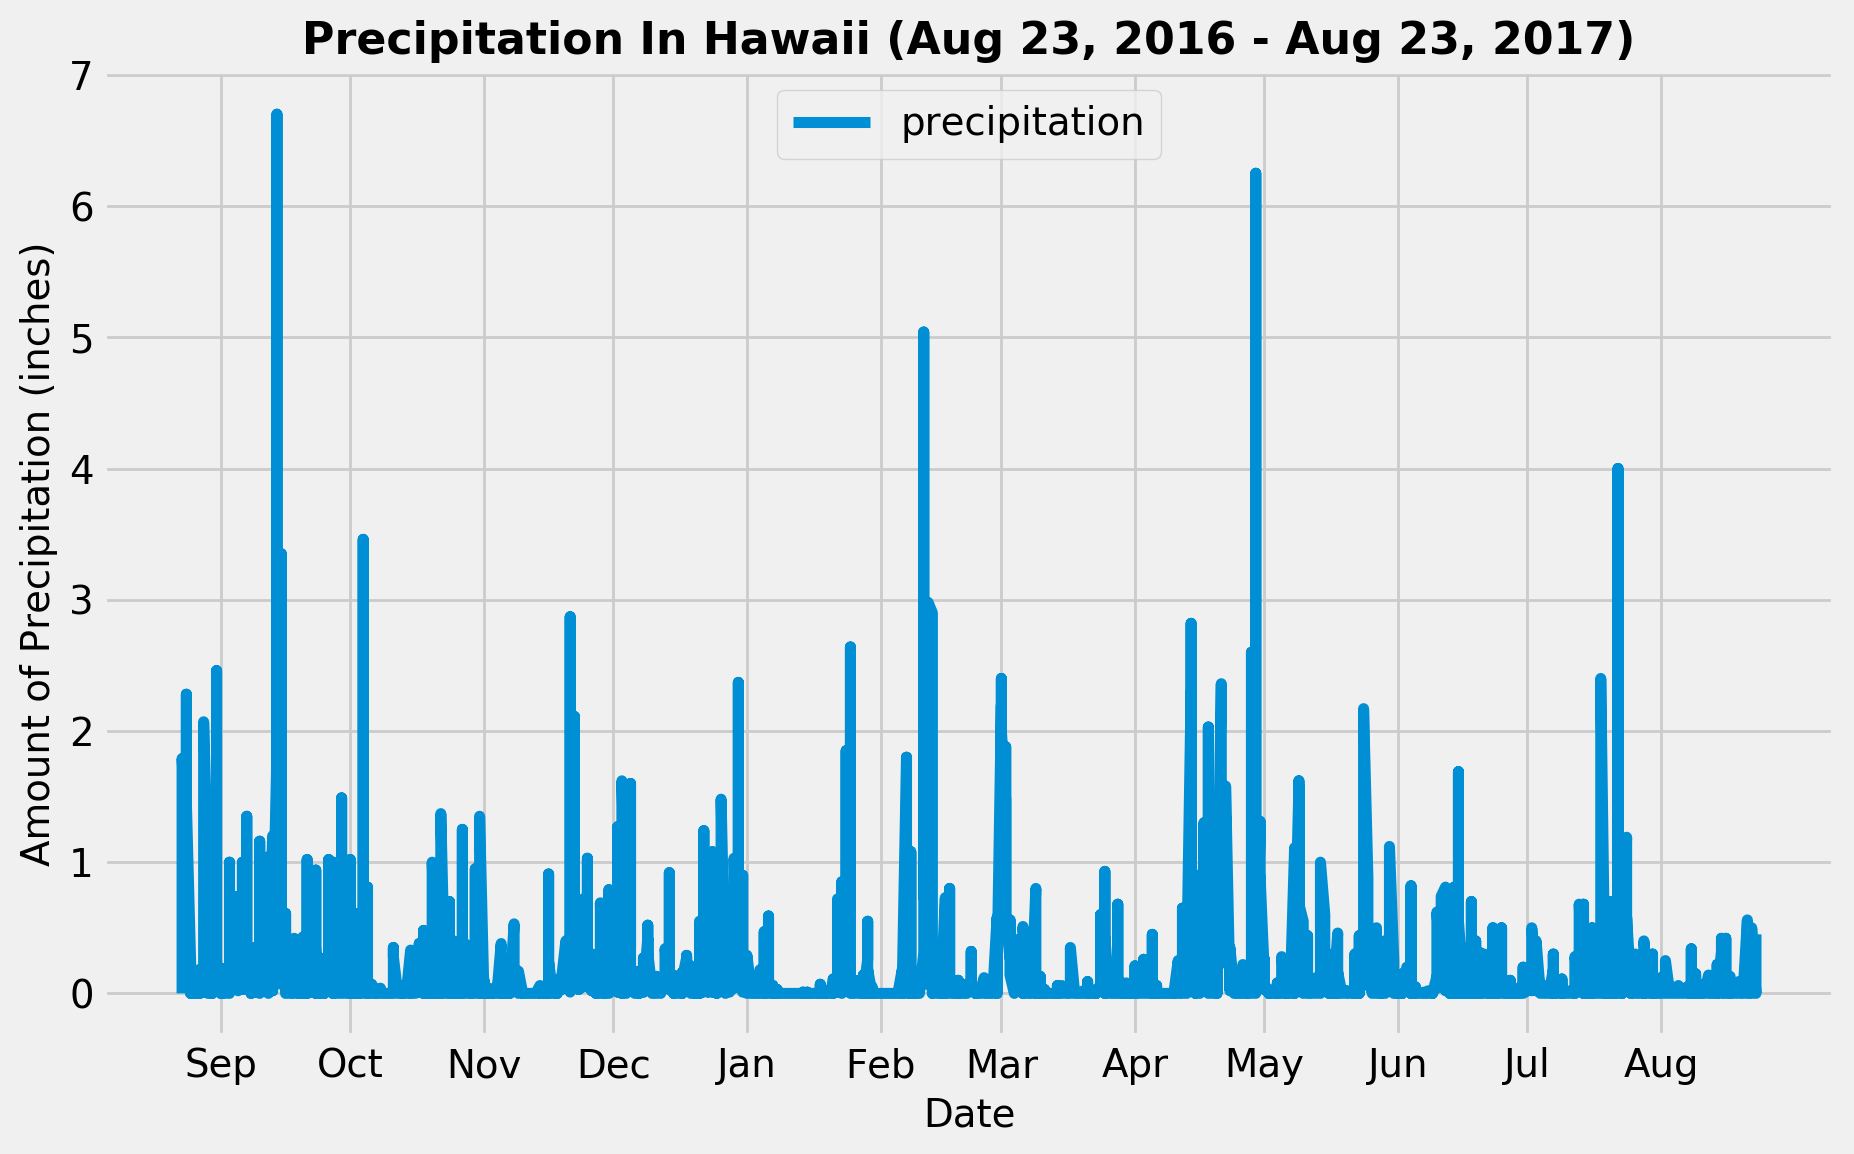 Precipitation In Hawaii (Aug 23, 2016 - Aug 23, 2017)
precipitation
Amount of Precipitation (inches)
7
6
5
4
3
2
1
0
Sep Oct Nov Dec Jan Feb Mar Apr May Jun Jul Aug
Date